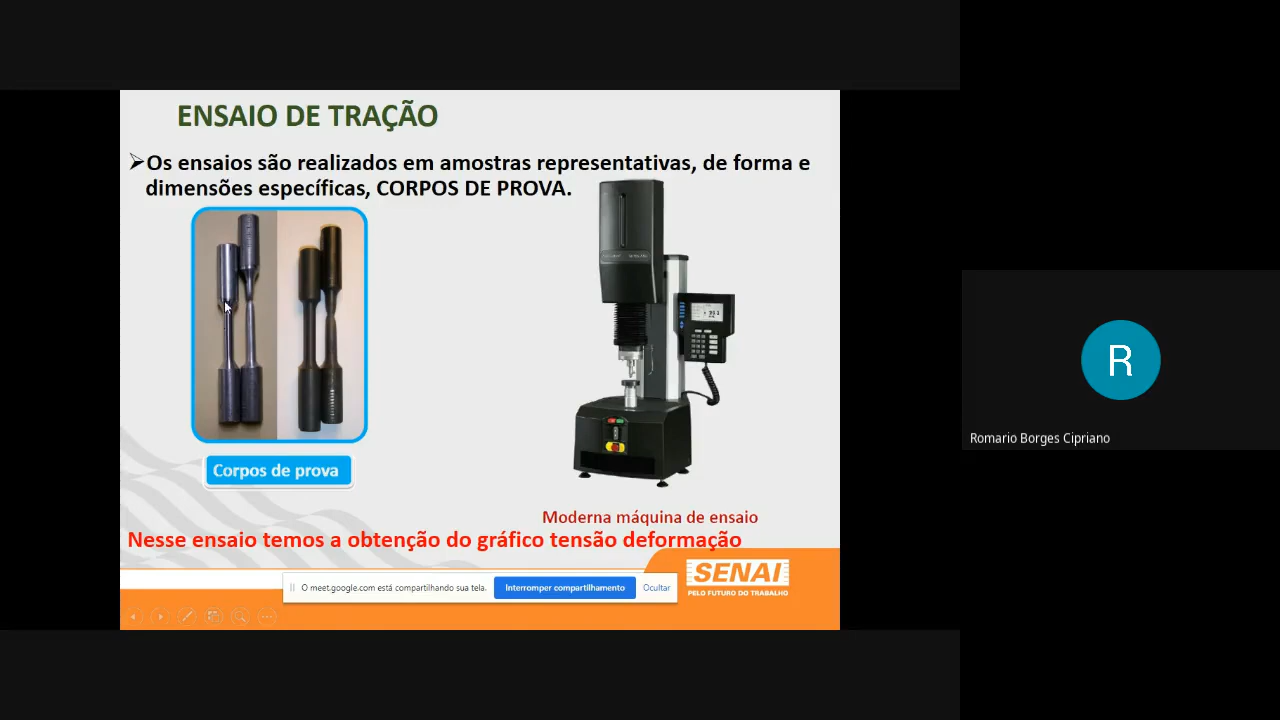 ENSAIO DE TRAÇÃO
Os ensaios são realizados em amostras representativas, de forma e
dimensões específicas, CORPOS DE PROVA.
Corpos de prova
Moderna máquina de ensaio
Nesse ensaio temos a obtenção do gráfico tensão deformação
SENAI
PELO FUTURO DO TRABALHO
O meet.google.com está compartilhando sua tela.
Interromper compartilhamento
Ocultar
R
Romario Borges Cipriano